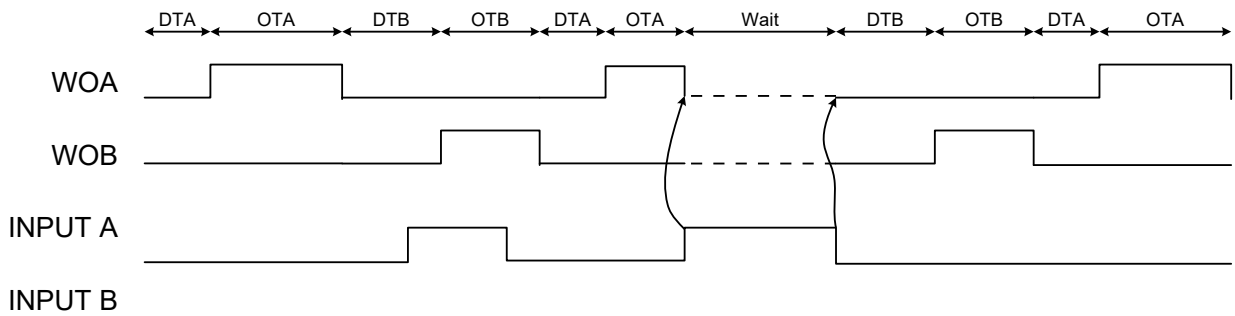 DTA OTA DTB OTB DTA OTA Wait DTB OTB DTA OTA
WOA
WOB
INPUT A
INPUT B